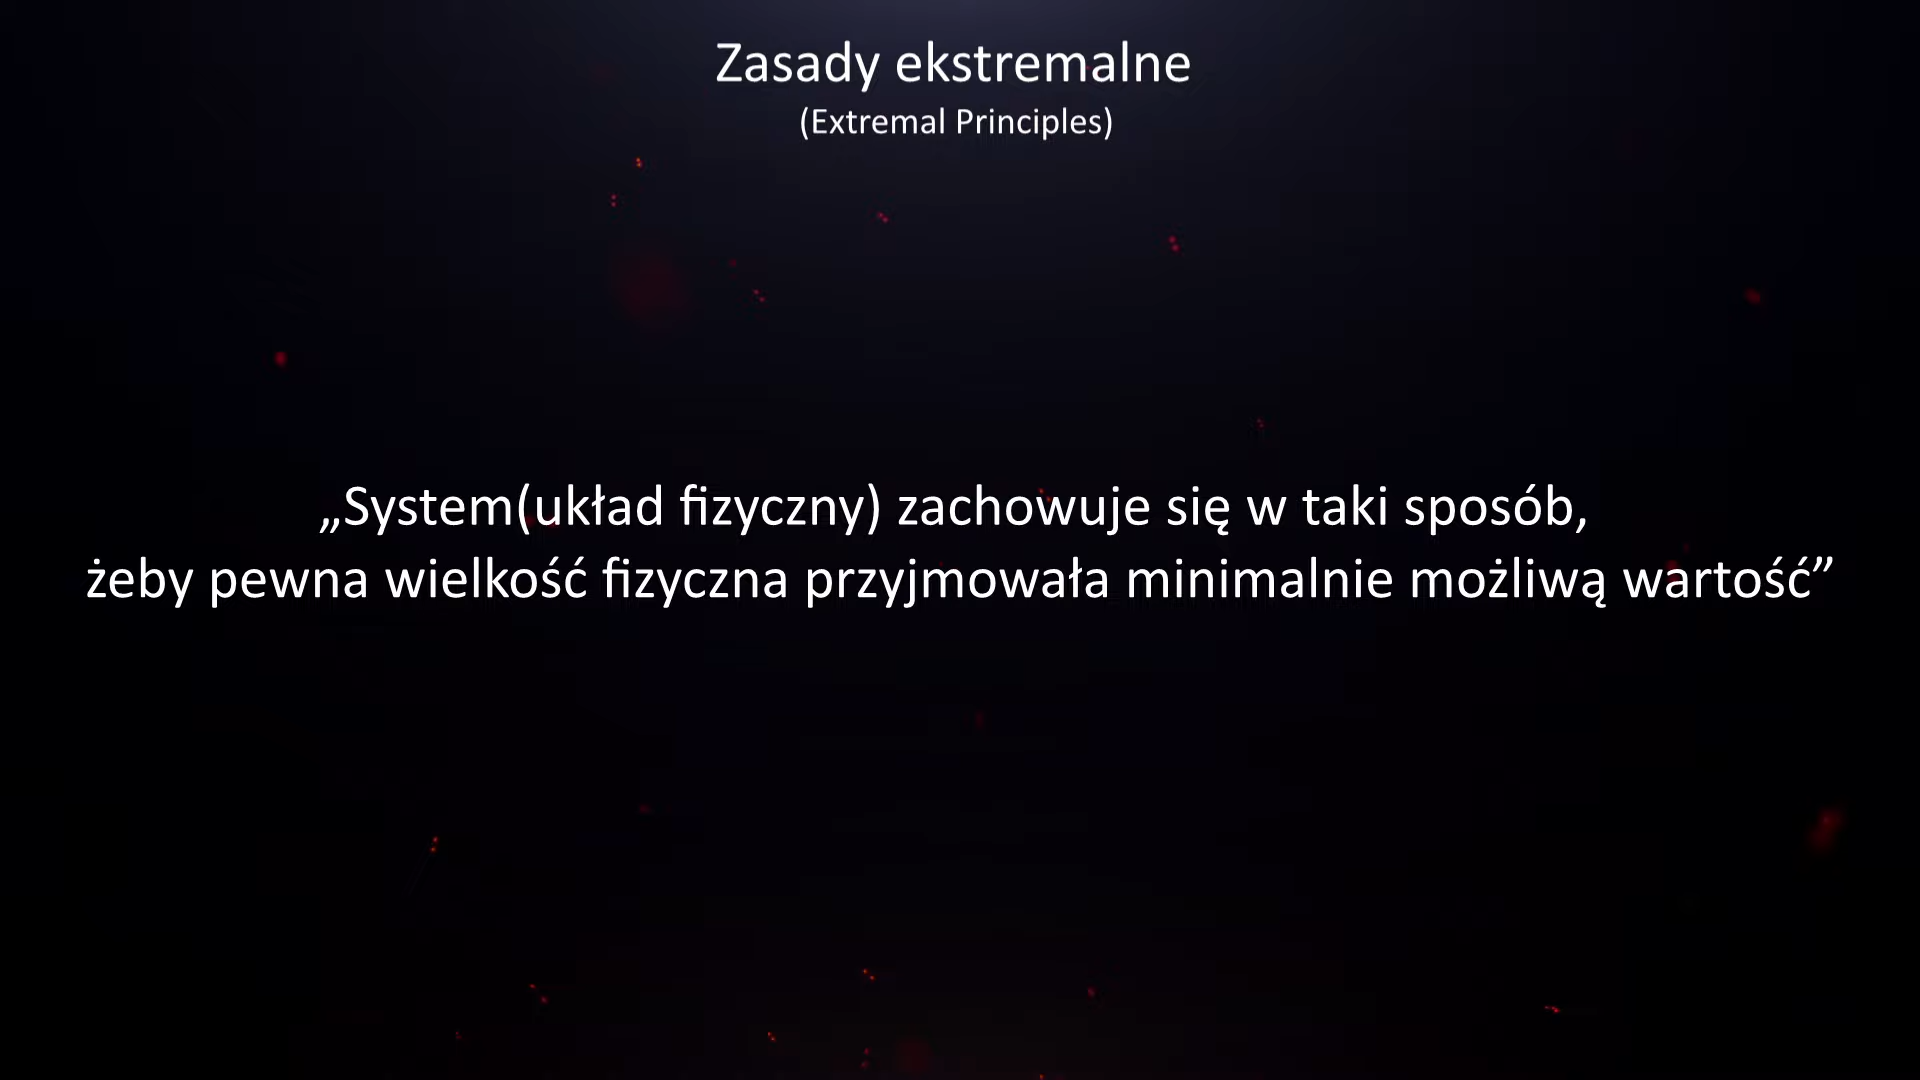 Zasady ekstremalne
(Extremal Principles)
„System(układ fizyczny) zachowuje się w taki sposób,
żeby pewna wielkość fizyczna przyjmowała minimalnie możliwą wartość”